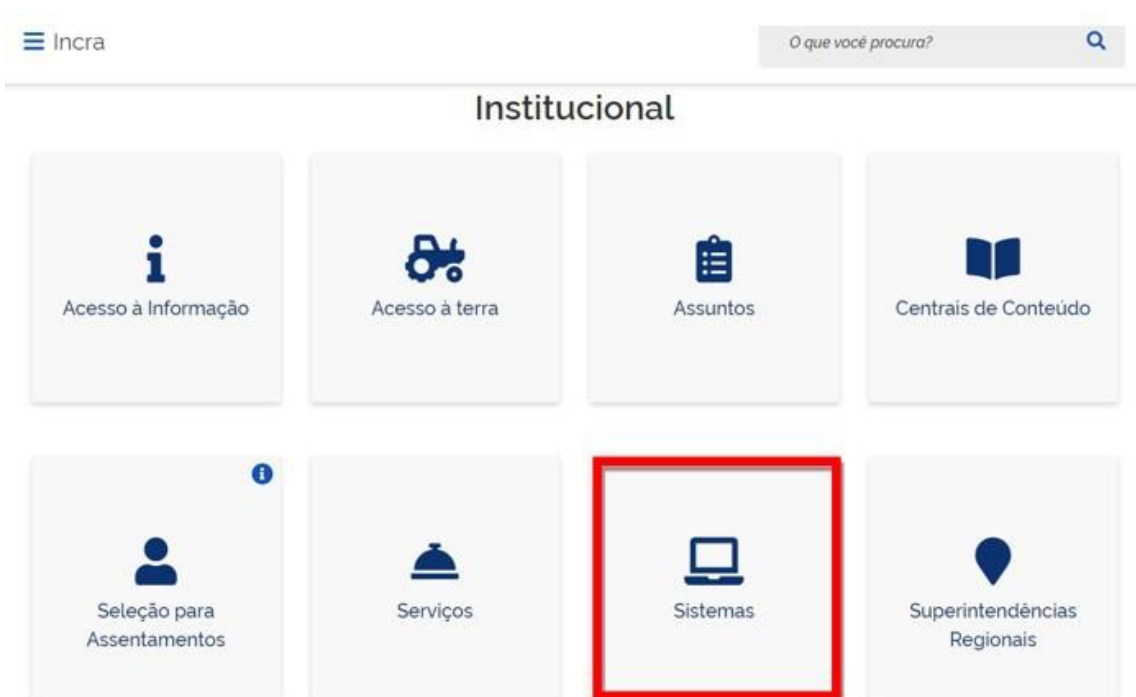 Incra
O que você procura?
Institucional
Acesso à Informação
Acesso à terra
Assuntos
Centrais de Conteúdo
Seleção para
Assentamentos
Serviços
Sistemas
Superintendências
Regionais